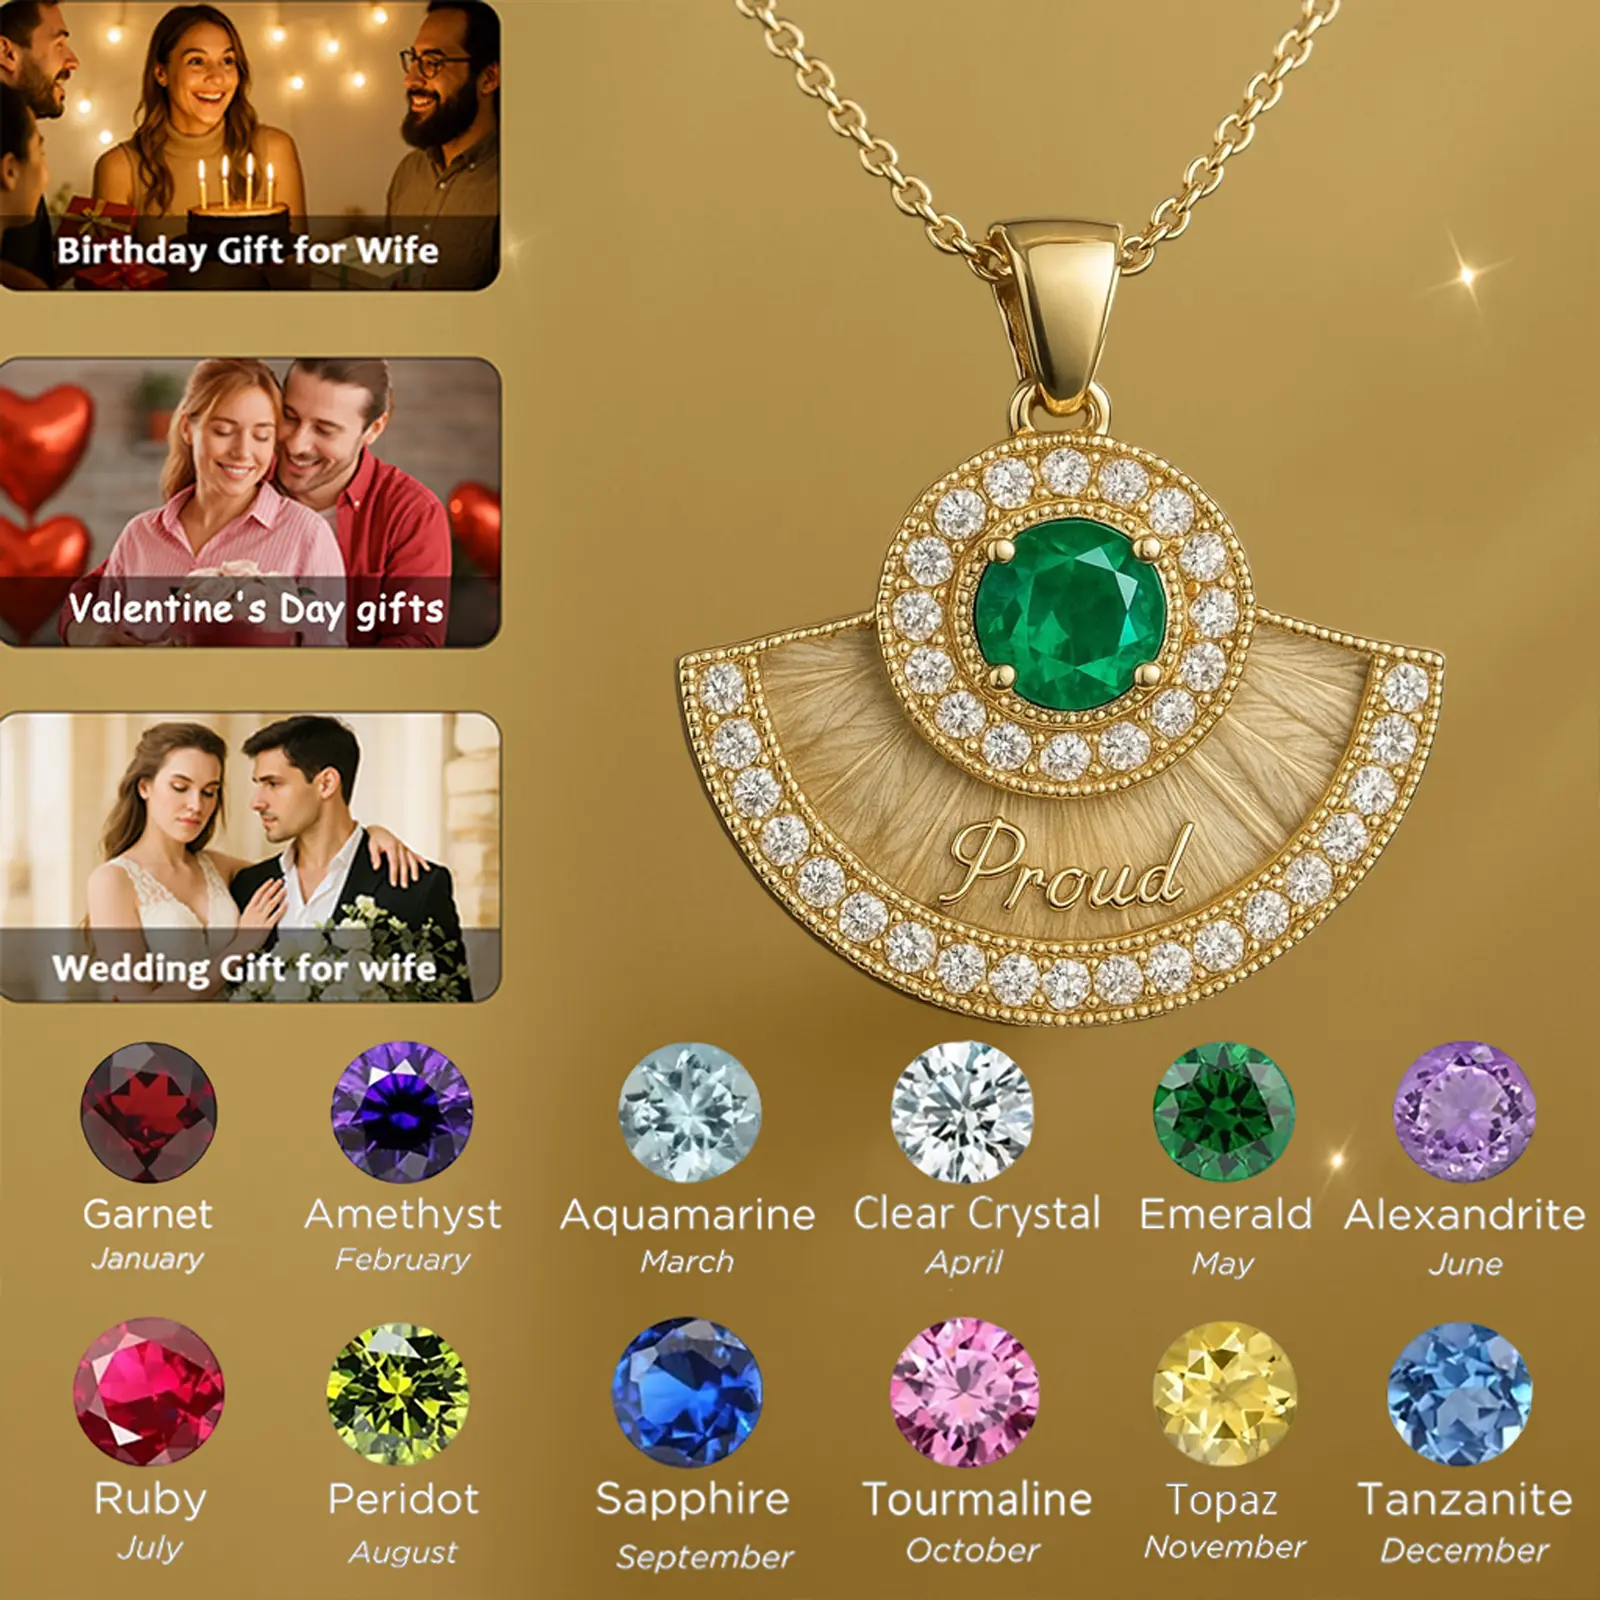 Birthday Gift for Wife
Valentine's Day gifts
Wedding Gift for wife
Proud
Garnet
January
Amethyst
February
Aquamarine
March
Clear Crystal
April
Emerald
May
Alexandrite
June
Ruby
July
Peridot
August
Sapphire
September
Tourmaline
October
Topaz
November
Tanzanite
December